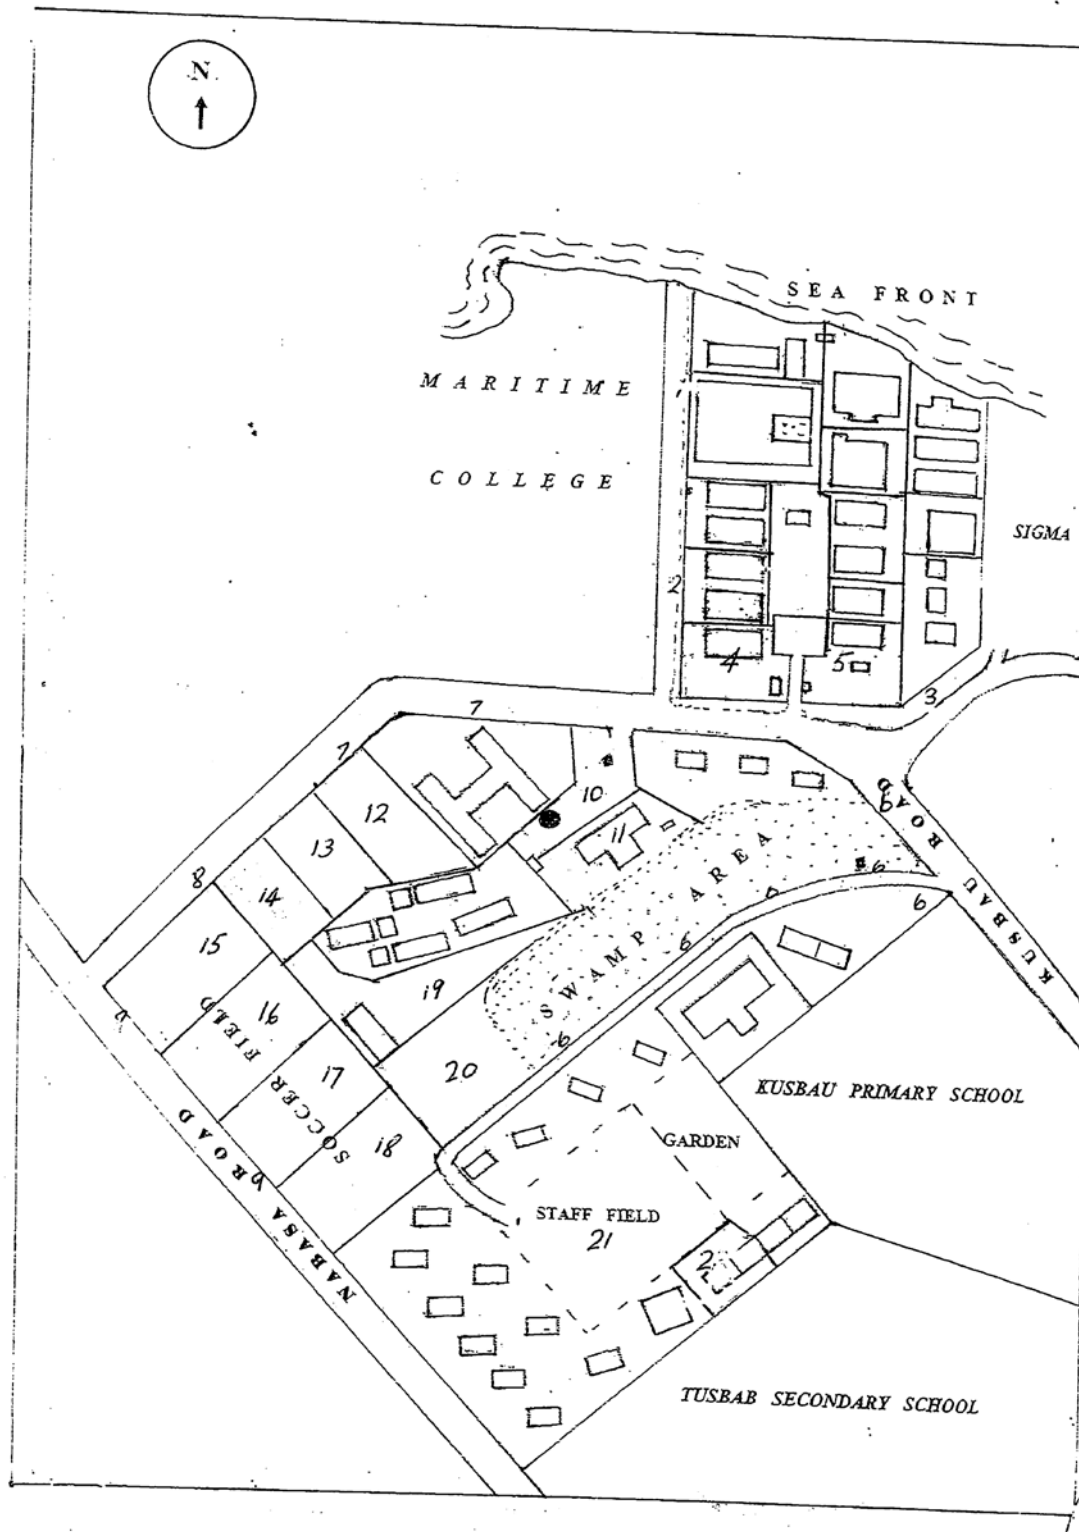 N
SEA FRONT
MARITIME
COLLEGE
SIGMA
2
4
5
3
7
7
10
12
11
13
8
14
SWAMP AREA
6
6
6
6
KUSBAU ROAD
15
19
16
20
17
18
SOCCER FIELD
NABASA ROAD
KUSBAU PRIMARY SCHOOL
GARDEN
STAFF FIELD
21
2
TUSBAB SECONDARY SCHOOL